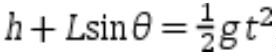 h + Lsinθ = ½gt²